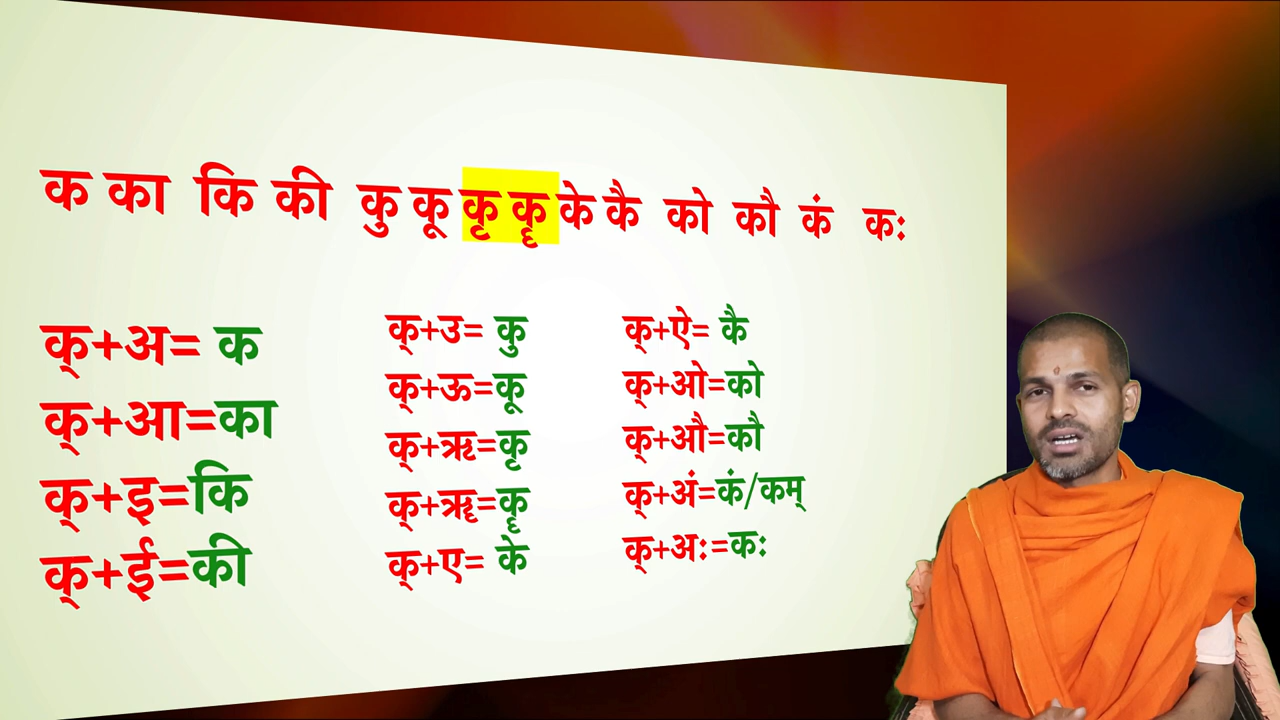 क का कि की कु कू कृ कॄ के कै को कौ कं कः
क्+अ= क
क्+आ=का
क्+इ=कि
क्+ई=की
क्+उ= कु
क्+ऊ=कू
क्+ऋ=कृ
क्+ॠ=कॄ
क्+ए= के
क्+ऐ= कै
क्+ओ=को
क्+औ=कौ
क्+अं=कं/कम्
क्+अः=कः